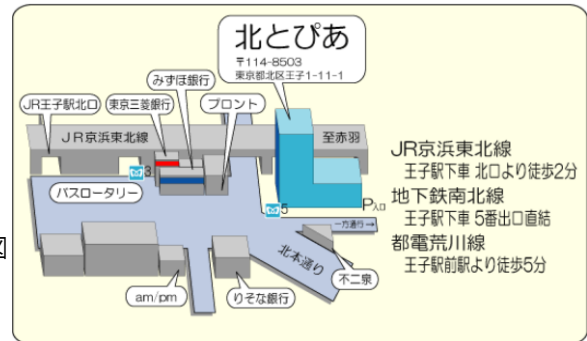 北とぴあ
〒114-8503
東京都北区王子1-11-1
みずほ銀行
JR王子駅北口
東京三菱銀行
プロント
JR京浜東北線
至赤羽
3
バスロータリー
5
P入口
一方通行→
北本通り
不二泉
am/pm
りそな銀行
JR京浜東北線
王子駅下車 北口より徒歩2分
地下鉄南北線
王子駅下車 5番出口直結
都電荒川線
王子駅前駅より徒歩5分
図